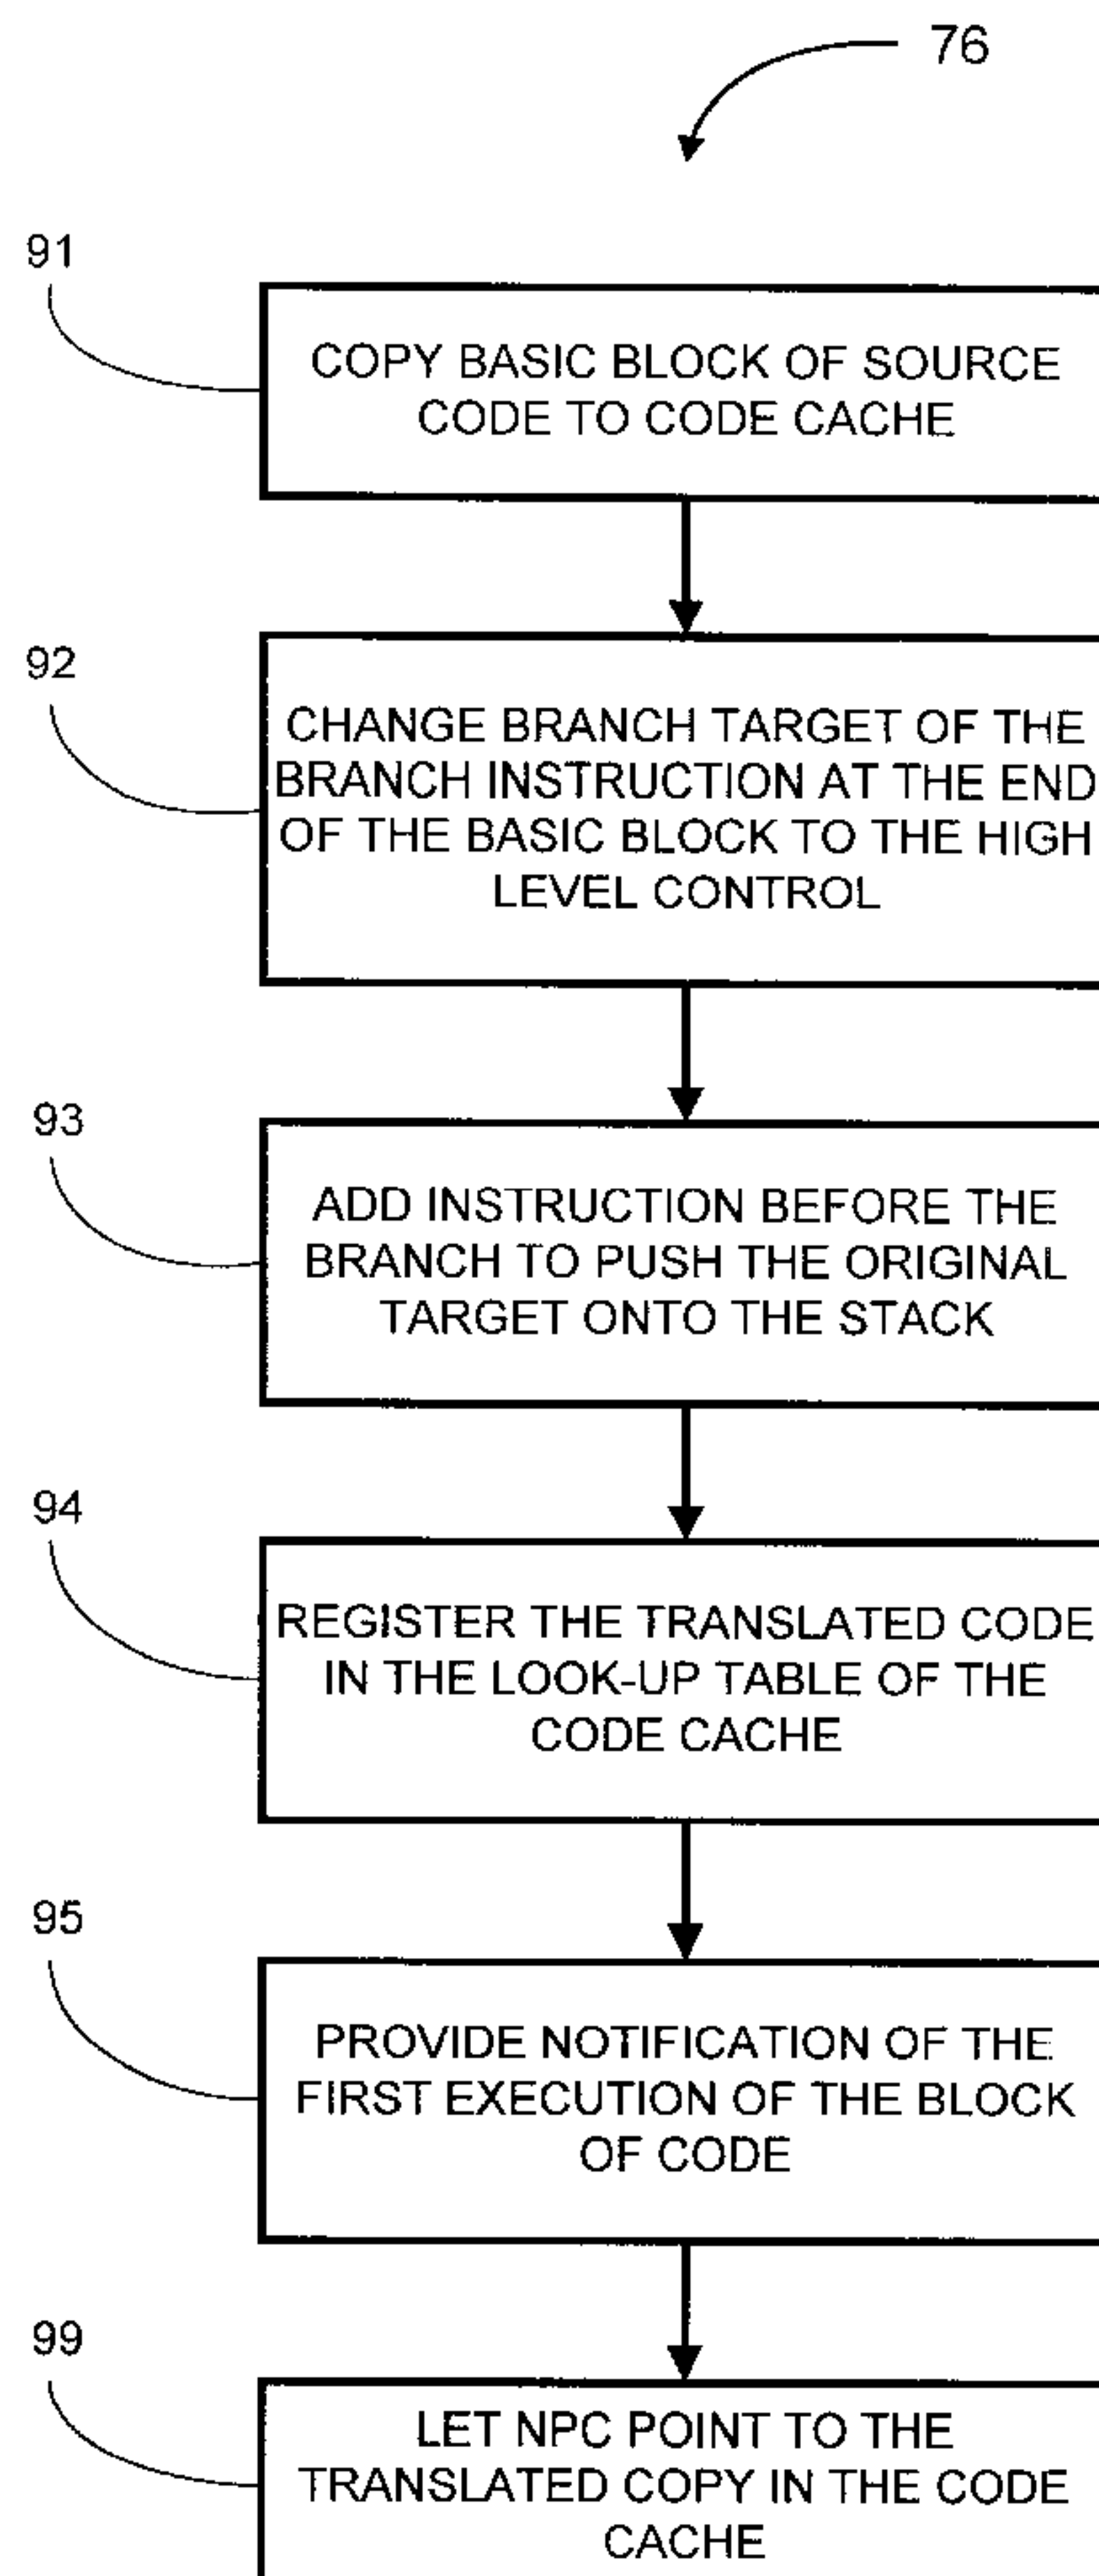 76
91
COPY BASIC BLOCK OF SOURCE
CODE TO CODE CACHE
92
CHANGE BRANCH TARGET OF THE
BRANCH INSTRUCTION AT THE END
OF THE BASIC BLOCK TO THE HIGH
LEVEL CONTROL
93
ADD INSTRUCTION BEFORE THE
BRANCH TO PUSH THE ORIGINAL
TARGET ONTO THE STACK
94
REGISTER THE TRANSLATED CODE
IN THE LOOK-UP TABLE OF THE
CODE CACHE
95
PROVIDE NOTIFICATION OF THE
FIRST EXECUTION OF THE BLOCK
OF CODE
99
LET NPC POINT TO THE
TRANSLATED COPY IN THE CODE
CACHE